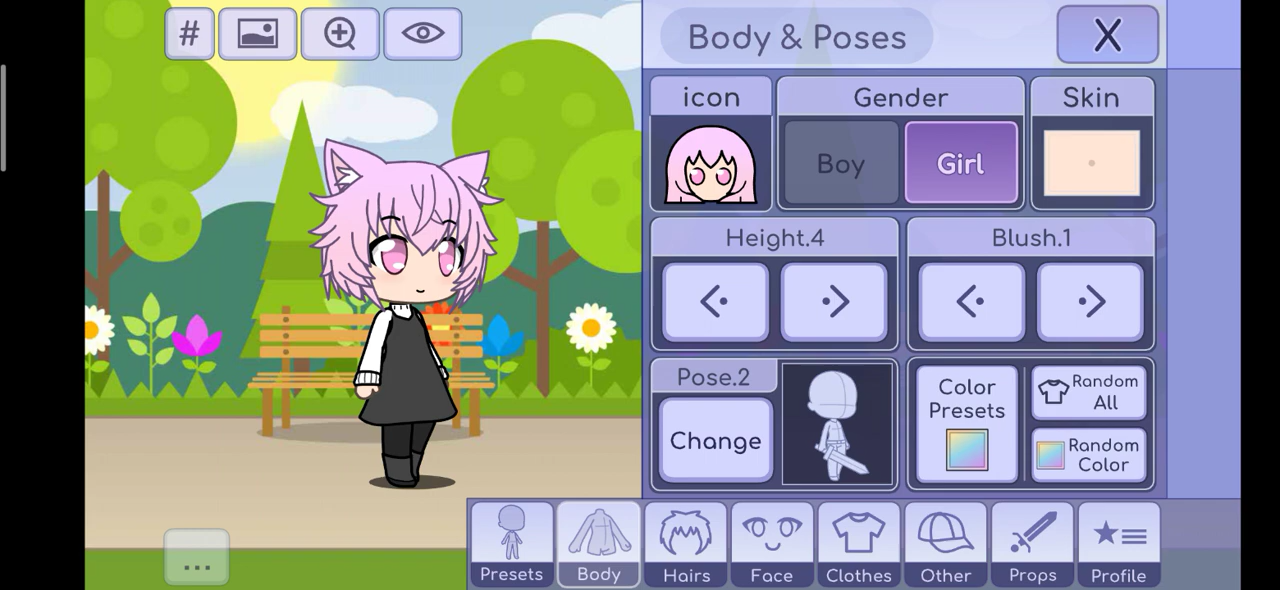 #
Body & Poses
X
icon
Gender
Skin
Boy
Girl
Height.4
Blush.1
Pose.2
Change
Color
Presets
Random
All
Random
Color
...
Presets
Body
Hairs
Face
Clothes
Other
Props
Profile